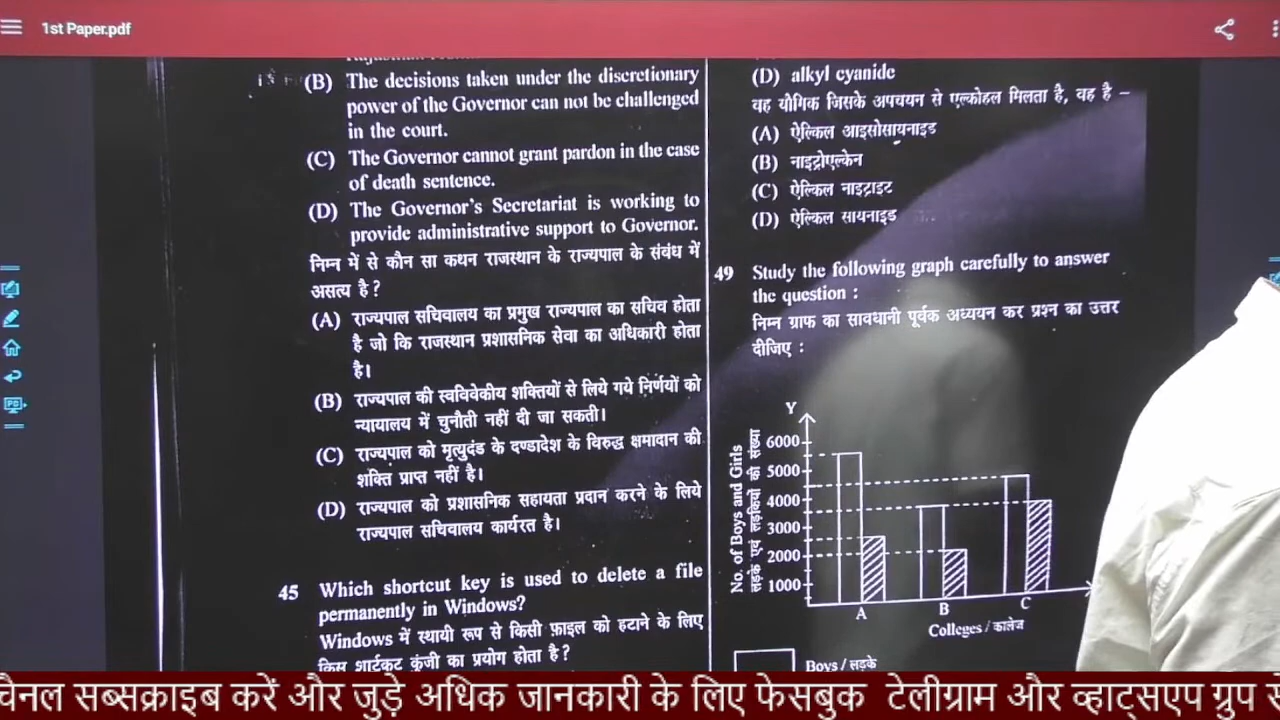 1st Paper.pdf
(B) The decisions taken under the discretionary
power of the Governor can not be challenged
in the court.
(C) The Governor cannot grant pardon in the case
of death sentence.
(D) The Governor's Secretariat is working to
provide administrative support to Governor.
निम्न में से कौन सा कथन राजस्थान के राज्यपाल के संबंध में
असत्य है?
(A) राज्यपाल सचिवालय का प्रमुख राज्यपाल का सचिव होता
है जो कि राजस्थान प्रशासनिक सेवा का अधिकारी होता
है।
(B) राज्यपाल की स्वविवेकीय शक्तियों से लिये गये निर्णयों को
न्यायालय में चुनौती नहीं दी जा सकती।
(C) राज्यपाल को मृत्युदंड के दण्डादेश के विरुद्ध क्षमादान की
शक्ति प्राप्त नहीं है।
(D) राज्यपाल को प्रशासनिक सहायता प्रदान करने के लिये
राज्यपाल सचिवालय कार्यरत है।
45 Which shortcut key is used to delete a file
permanently in Windows?
Windows में स्थायी रूप से किसी फ़ाइल को हटाने के लिए
किस शार्टकट कुंजी का प्रयोग होता है?
(D) alkyl cyanide
वह यौगिक जिसके अपचयन से एल्कोहल मिलता है, वह है –
(A) ऐल्किल आइसोसायनाइड
(B) नाइट्रोएल्केन
(C) ऐल्किल नाइट्राइट
(D) ऐल्किल सायनाइड
49 Study the following graph carefully to answer
the question :
निम्न ग्राफ का सावधानी पूर्वक अध्ययन कर प्रश्न का उत्तर
दीजिए :
Y
No. of Boys and Girls
लड़के एवं लड़कियों की संख्या
6000
5000
4000
3000
2000
1000
A B C
Colleges / कालेज
Boys / लड़के
चैनल सब्सक्राइब करें और जुड़े अधिक जानकारी के लिए फेसबुक टेलीग्राम और व्हाट्सएप ग्रुप